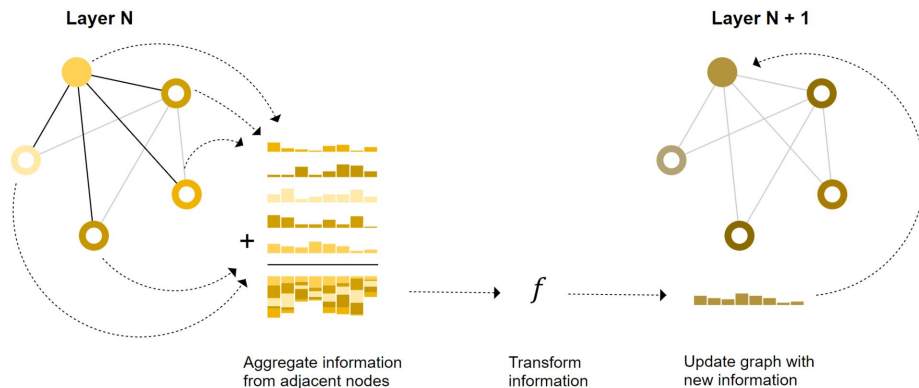 Layer N
Layer N + 1
+
f
Aggregate information
from adjacent nodes
Transform
information
Update graph with
new information